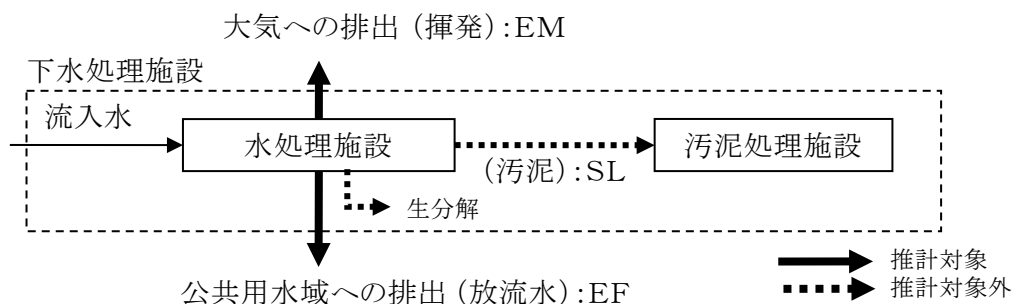 大気への排出（揮発）:EM
下水処理施設
流入水
水処理施設
汚泥処理施設
（汚泥）:SL
生分解
公共用水域への排出（放流水）:EF
推計対象
推計対象外